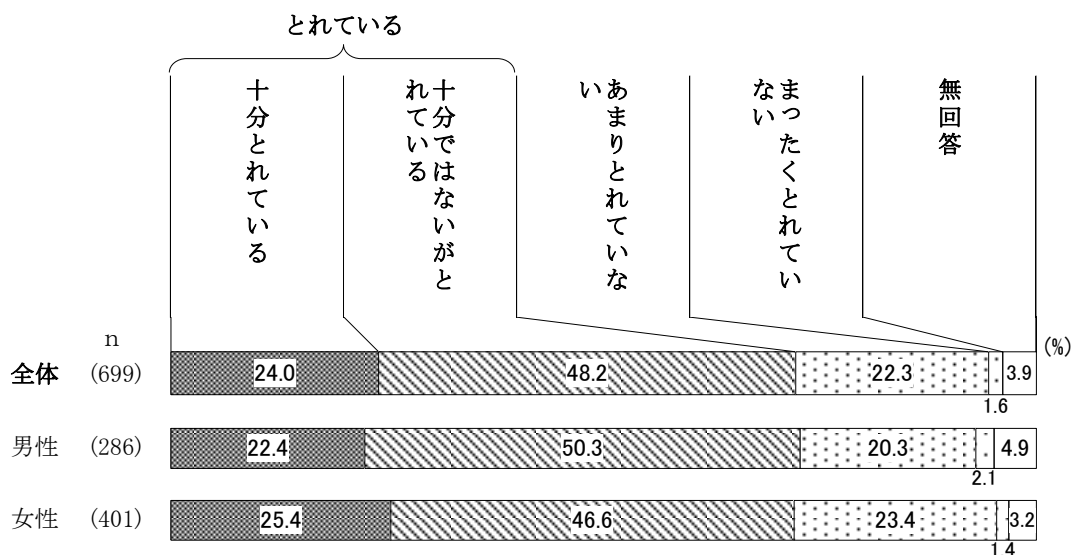 とれている
十分とれている
十分ではないがと
れている
あまりとれていな
い
まったくとれてい
ない
無回答
n
(%)
全体 (699) 24.0 48.2 22.3 3.9
1.6
男性 (286) 22.4 50.3 20.3 4.9
2.1
女性 (401) 25.4 46.6 23.4 3.2
1.4